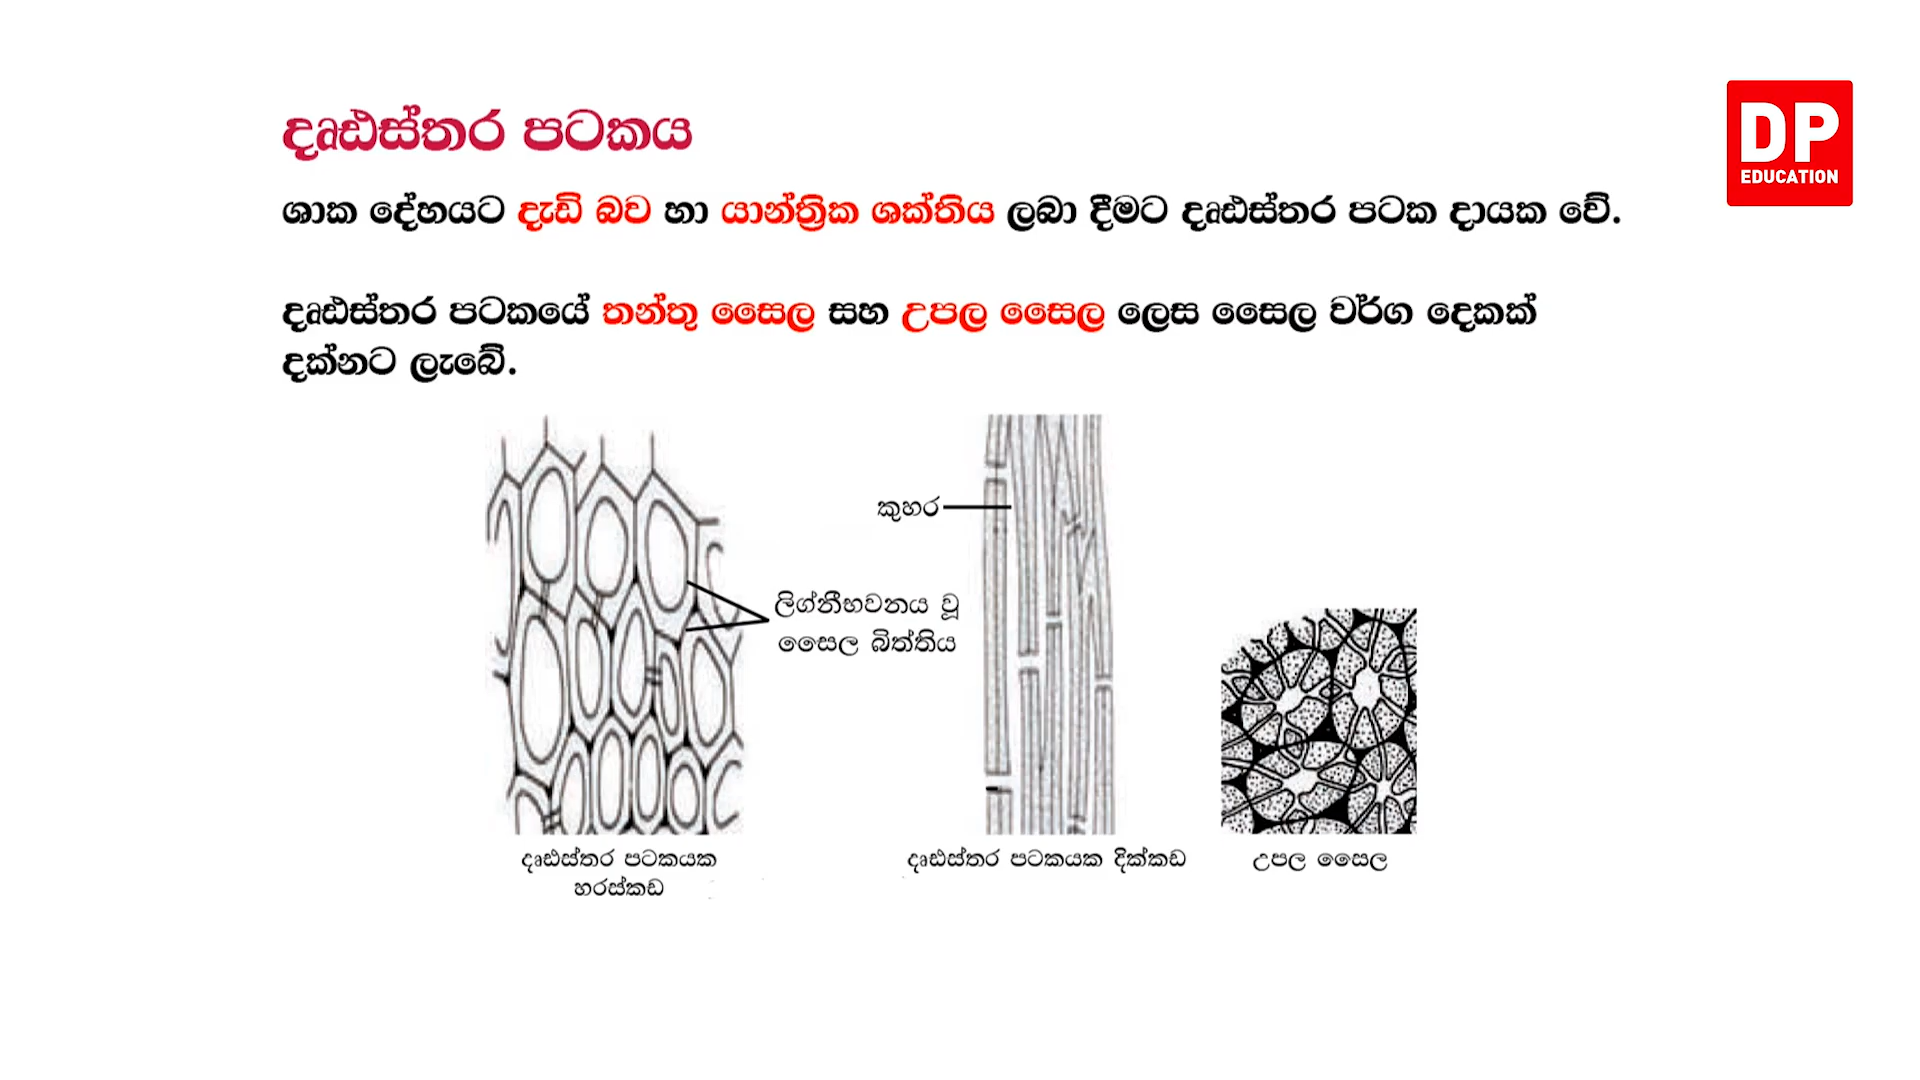 දෘඪස්තර පටකය
DP
EDUCATION
ශාක දේහයට දැඩි බව හා යාන්ත්‍රික ශක්තිය ලබා දීමට දෘඪස්තර පටක දායක වේ.
දෘඪස්තර පටකයේ තන්තු සෛල සහ උපල සෛල ලෙස සෛල වර්ග දෙකක්
දක්නට ලැබේ.
කුහර
ලිග්නීභවනය වූ
සෛල බිත්තිය
දෘඪස්තර පටකයක
හරස්කඩ
දෘඪස්තර පටකයක දික්කඩ
උපල සෛල